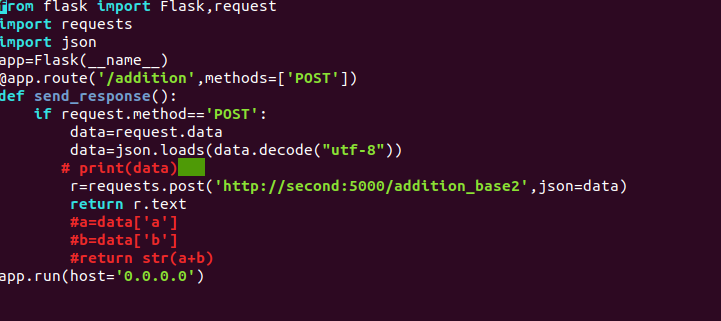 from flask import Flask,request
import requests
import json
app=Flask(__name__)
@app.route('/addition',methods=['POST'])
def send_response():
    if request.method=='POST':
        data=request.data
        data=json.loads(data.decode("utf-8"))
       # print(data)
        r=requests.post('http://second:5000/addition_base2',json=data)
        return r.text
        #a=data['a']
        #b=data['b']
        #return str(a+b)
app.run(host='0.0.0.0')